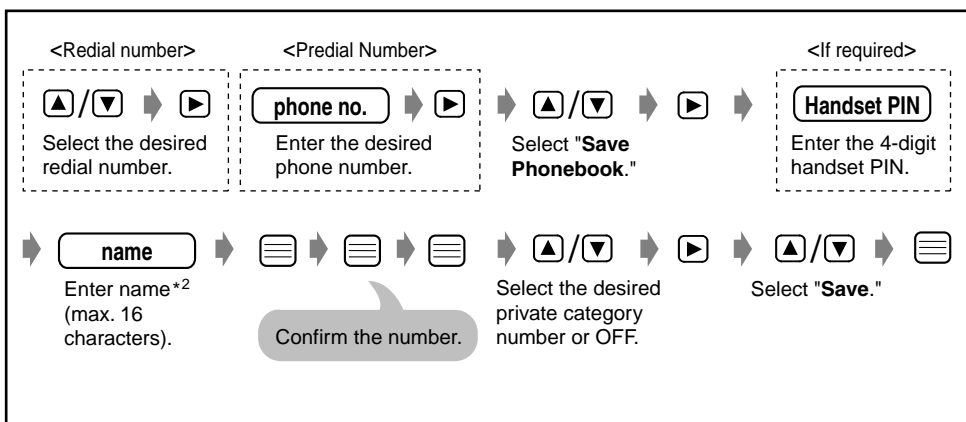 <Redial number>
<Predial Number>
<If required>
▲/▼ ►
Select the desired
redial number.
phone no. ►
Enter the desired
phone number.
▲/▼ ►
Select "Save
Phonebook."
Handset PIN
Enter the 4-digit
handset PIN.
name
Enter name*2
(max. 16
characters).
Confirm the number.
▲/▼ ►
Select the desired
private category
number or OFF.
▲/▼
Select "Save."